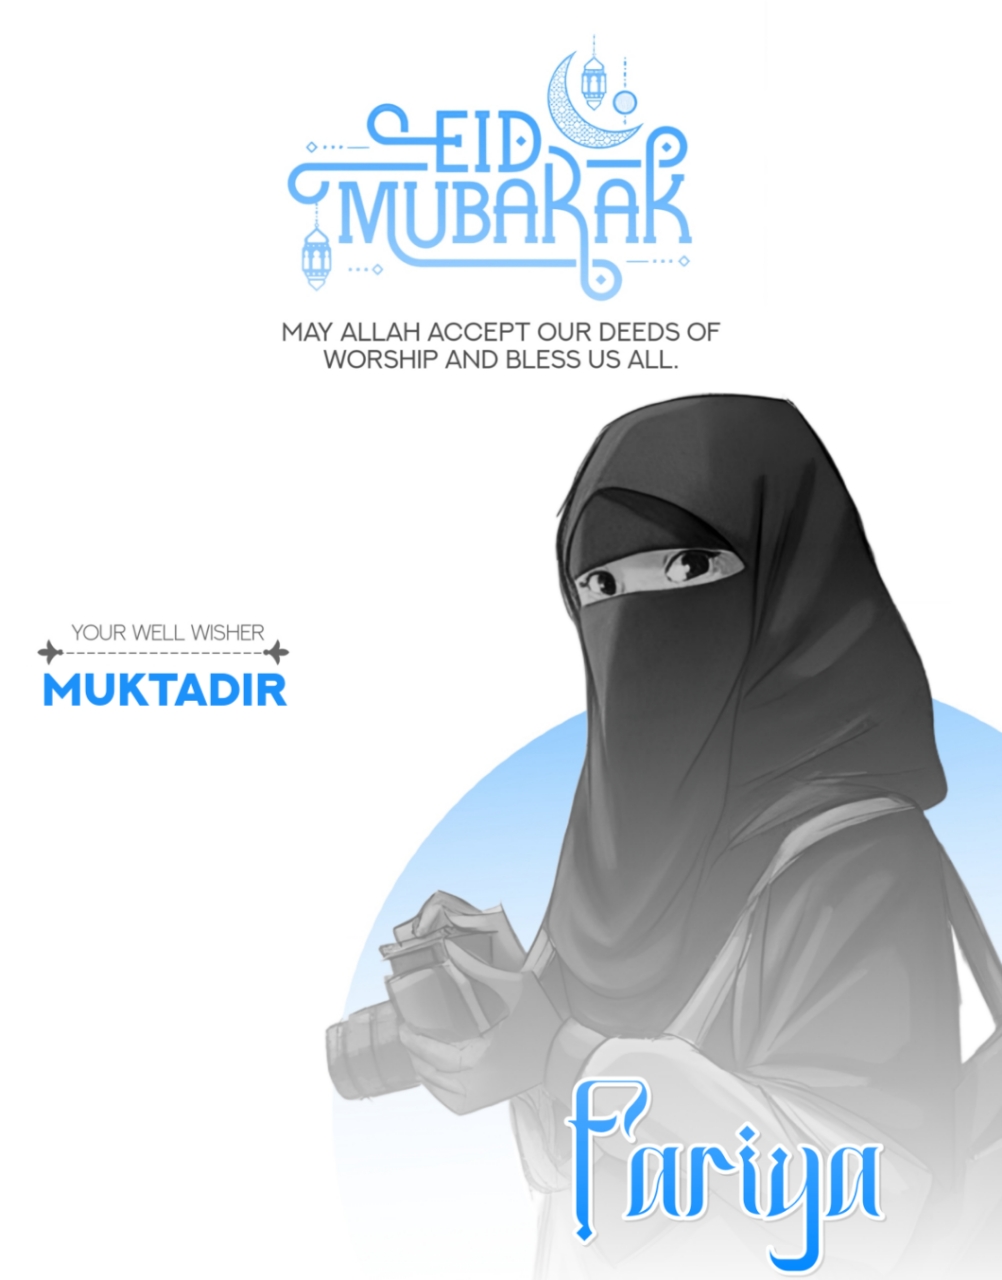 EID
MUBARAK
MAY ALLAH ACCEPT OUR DEEDS OF
WORSHIP AND BLESS US ALL.
YOUR WELL WISHER
MUKTADIR
Fariya